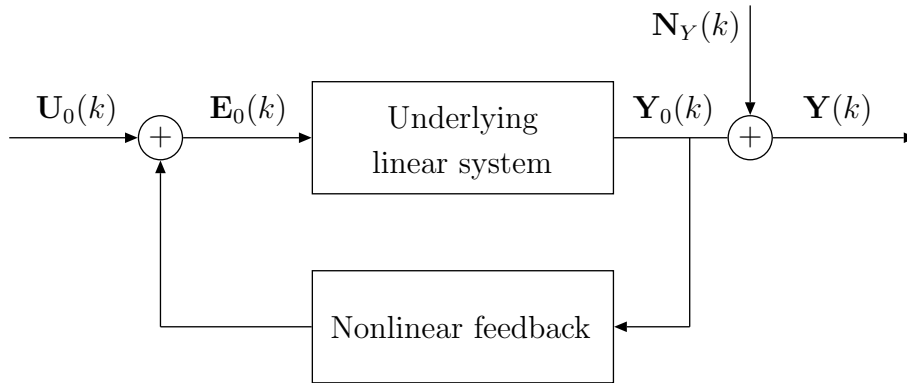 N_Y(k)
U_0(k)
+
E_0(k)
Underlying
linear system
Y_0(k)
+
Y(k)
Nonlinear feedback